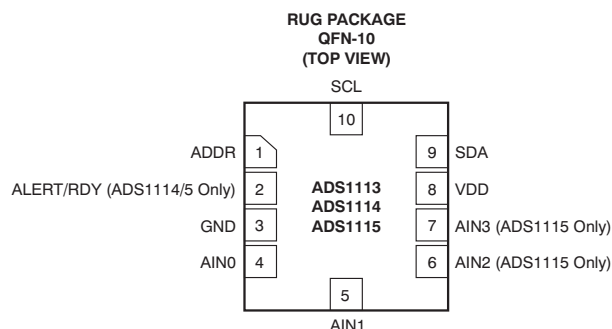 RUG PACKAGE
QFN-10
(TOP VIEW)
SCL
10
ADDR 1
9 SDA
ALERT/RDY (ADS1114/5 Only) 2
ADS1113
8 VDD
ADS1114
GND 3
ADS1115
7 AIN3 (ADS1115 Only)
AIN0 4
6 AIN2 (ADS1115 Only)
5
AIN1